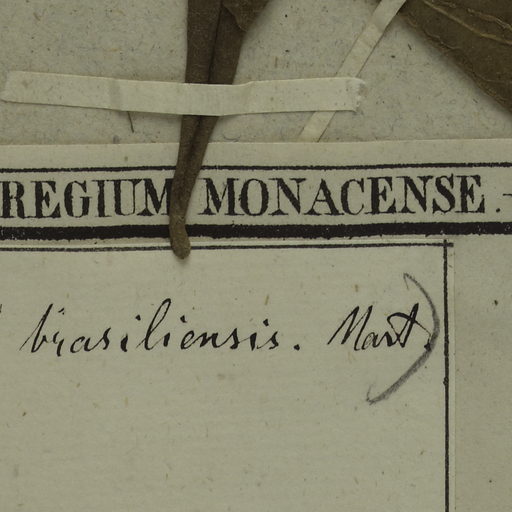 REGIUM MONACENSE.
brasiliensis. Mart.)